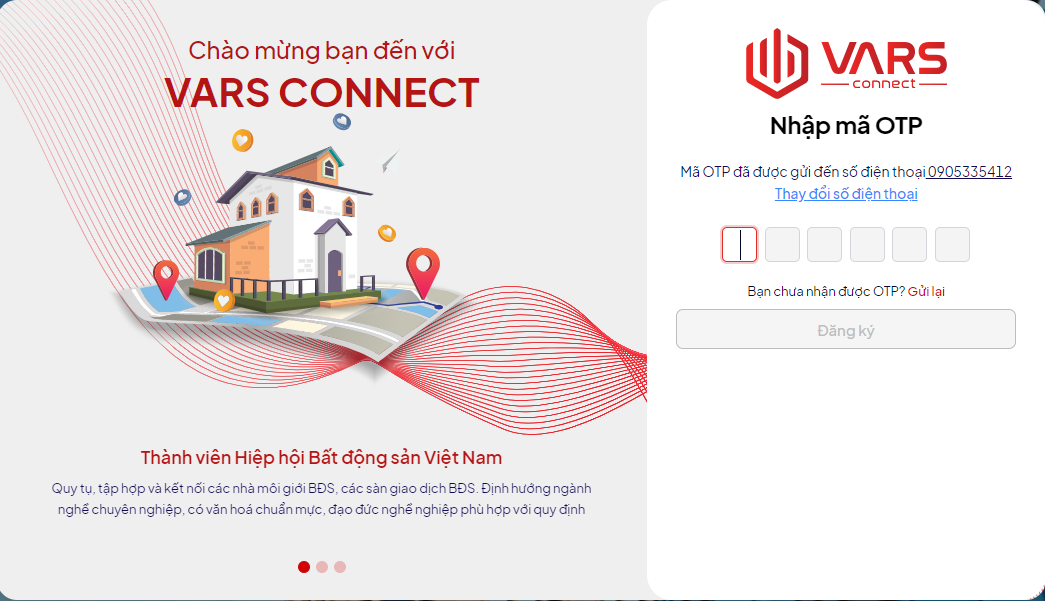 Chào mừng bạn đến với
VARS CONNECT
Thành viên Hiệp hội Bất động sản Việt Nam
Quy tụ, tập hợp và kết nối các nhà môi giới BĐS, các sàn giao dịch BĐS. Định hướng ngành
nghề chuyên nghiệp, có văn hoá chuẩn mực, đạo đức nghề nghiệp phù hợp với quy định
VARS
connect
Nhập mã OTP
Mã OTP đã được gửi đến số điện thoại 0905335412
Thay đổi số điện thoại
Bạn chưa nhận được OTP? Gửi lại
Đăng ký